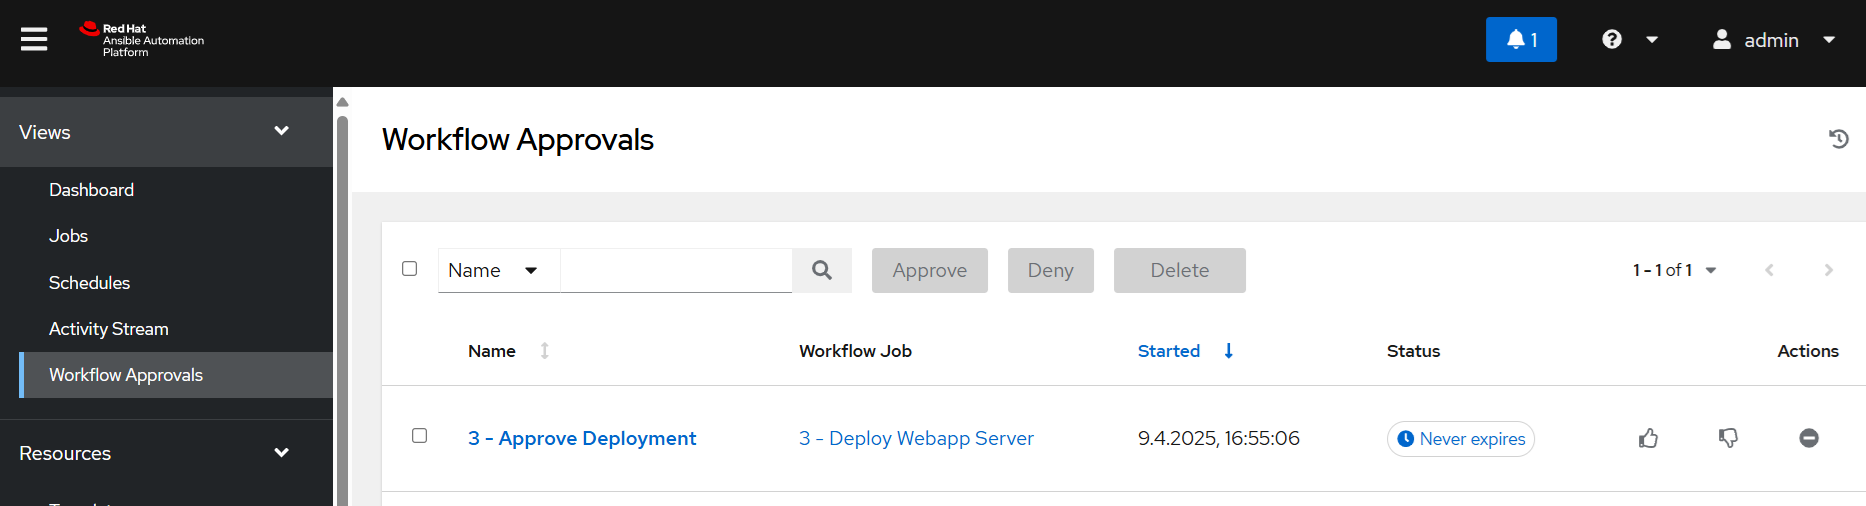 Red Hat
Ansible Automation
Platform
1
admin
Views
Dashboard
Jobs
Schedules
Activity Stream
Workflow Approvals
Resources
Workflow Approvals
Name
Approve
Deny
Delete
1 - 1 of 1
Name Workflow Job Started Status Actions
3 - Approve Deployment 3 - Deploy Webapp Server 9.4.2025, 16:55:06 Never expires